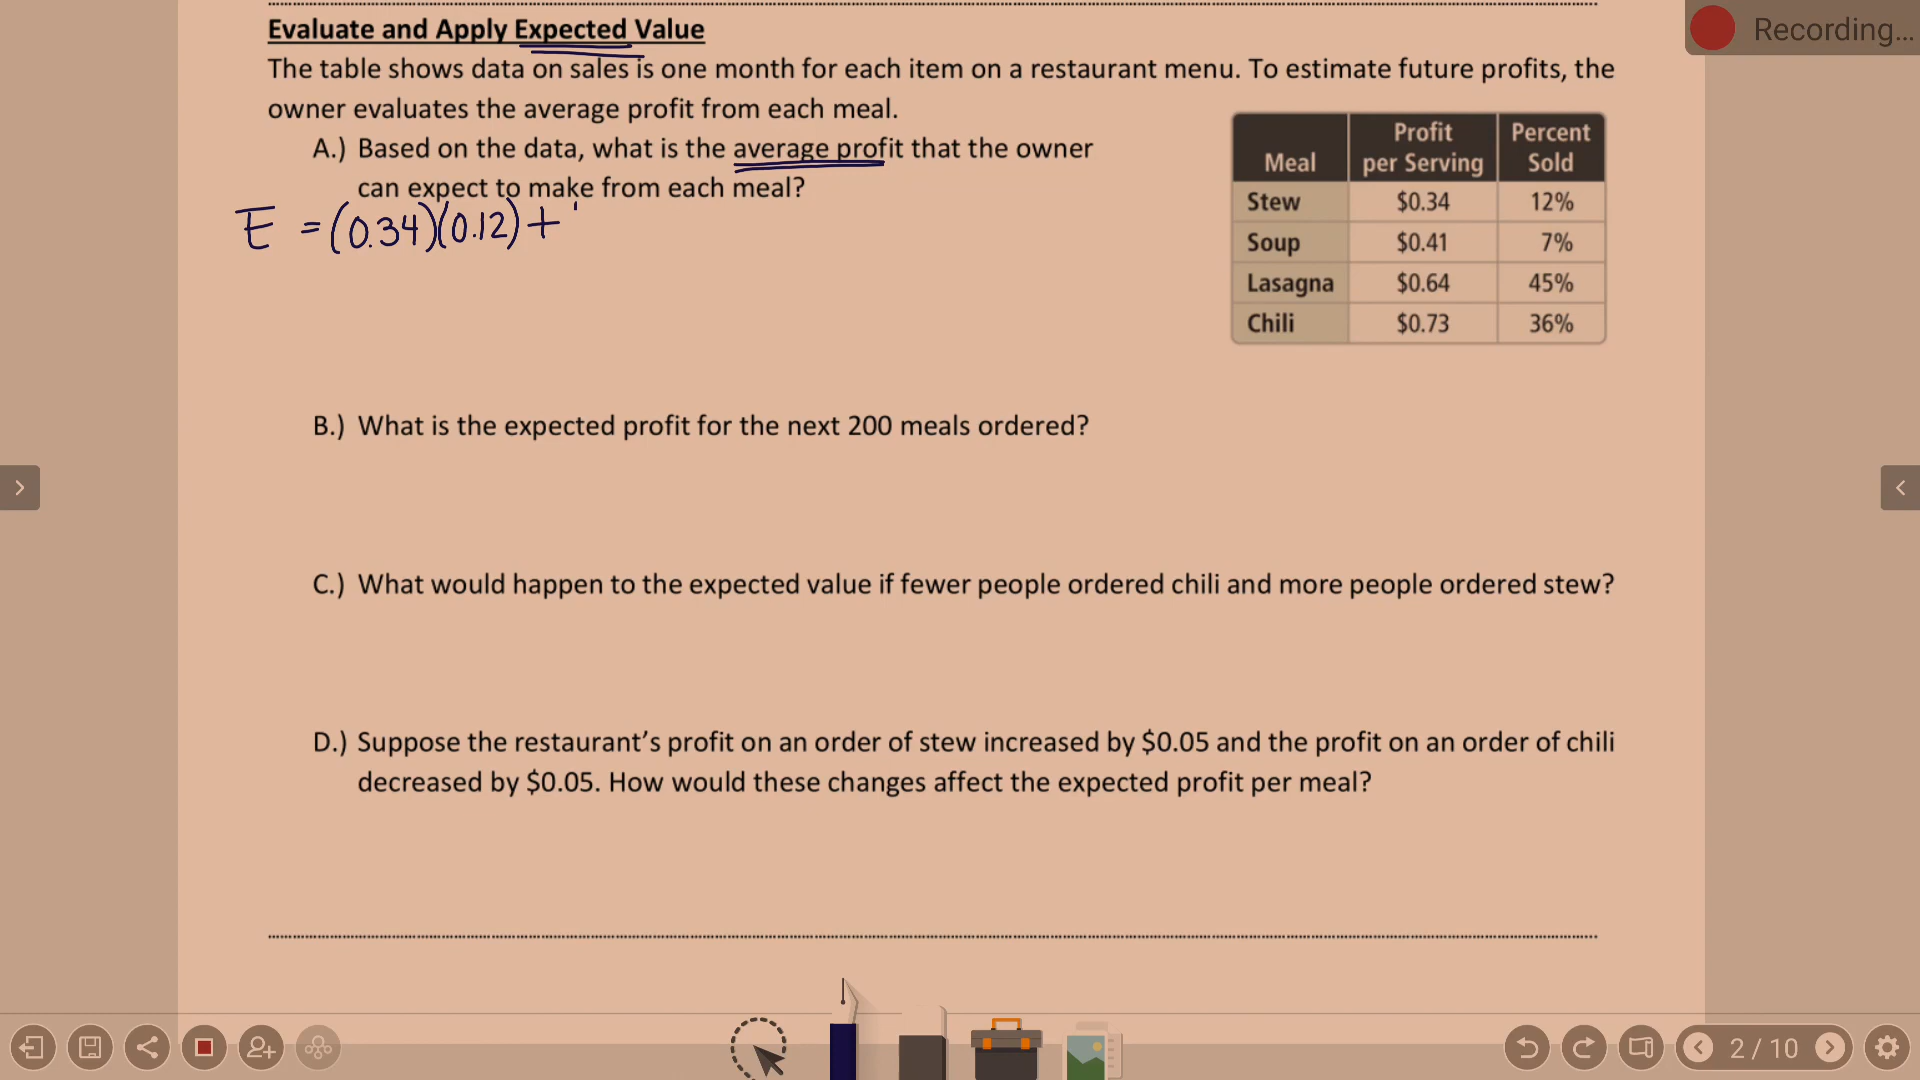 Evaluate and Apply Expected Value
Recording...
The table shows data on sales is one month for each item on a restaurant menu. To estimate future profits, the
owner evaluates the average profit from each meal.
A.) Based on the data, what is the average profit that the owner
can expect to make from each meal?
E = (0.34)(0.12) +
Meal Profit per Serving Percent Sold
Stew $0.34 12%
Soup $0.41 7%
Lasagna $0.64 45%
Chili $0.73 36%
B.) What is the expected profit for the next 200 meals ordered?
C.) What would happen to the expected value if fewer people ordered chili and more people ordered stew?
D.) Suppose the restaurant’s profit on an order of stew increased by $0.05 and the profit on an order of chili
decreased by $0.05. How would these changes affect the expected profit per meal?
2 / 10